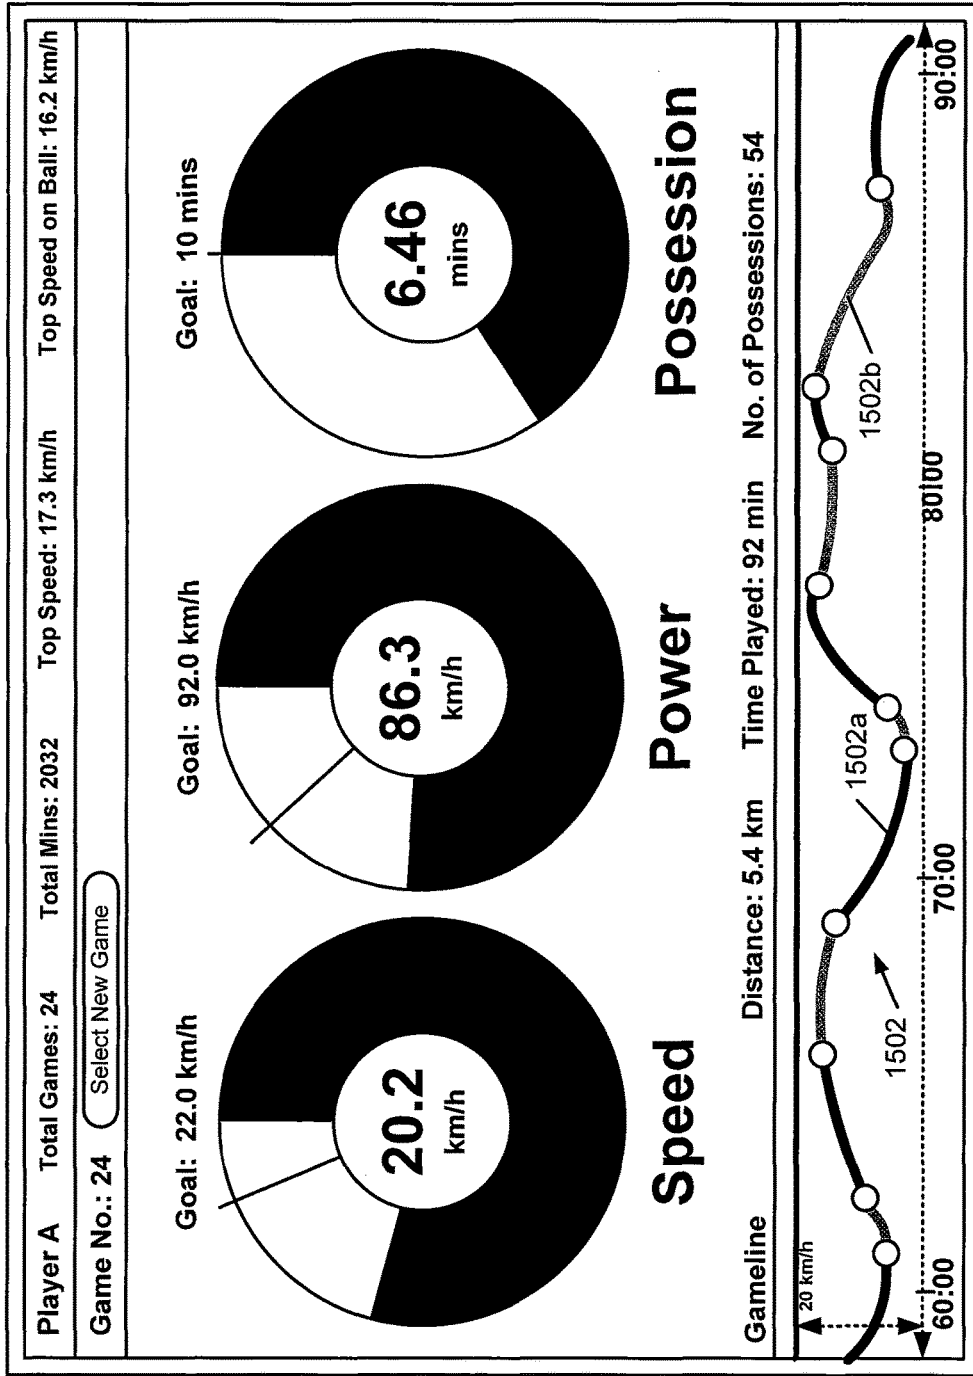 Player A Total Games: 24 Total Mins: 2032 Top Speed: 17.3 km/h Top Speed on Ball: 16.2 km/h
Game No.: 24 Select New Game
Goal: 22.0 km/h Goal: 92.0 km/h Goal: 10 mins
20.2 86.3 6.46
km/h km/h mins
Speed Power Possession
Gameline Distance: 5.4 km Time Played: 92 min No. of Possessions: 54
20 km/h
1502 1502a 1502b
60:00 70:00 80:00 90:00